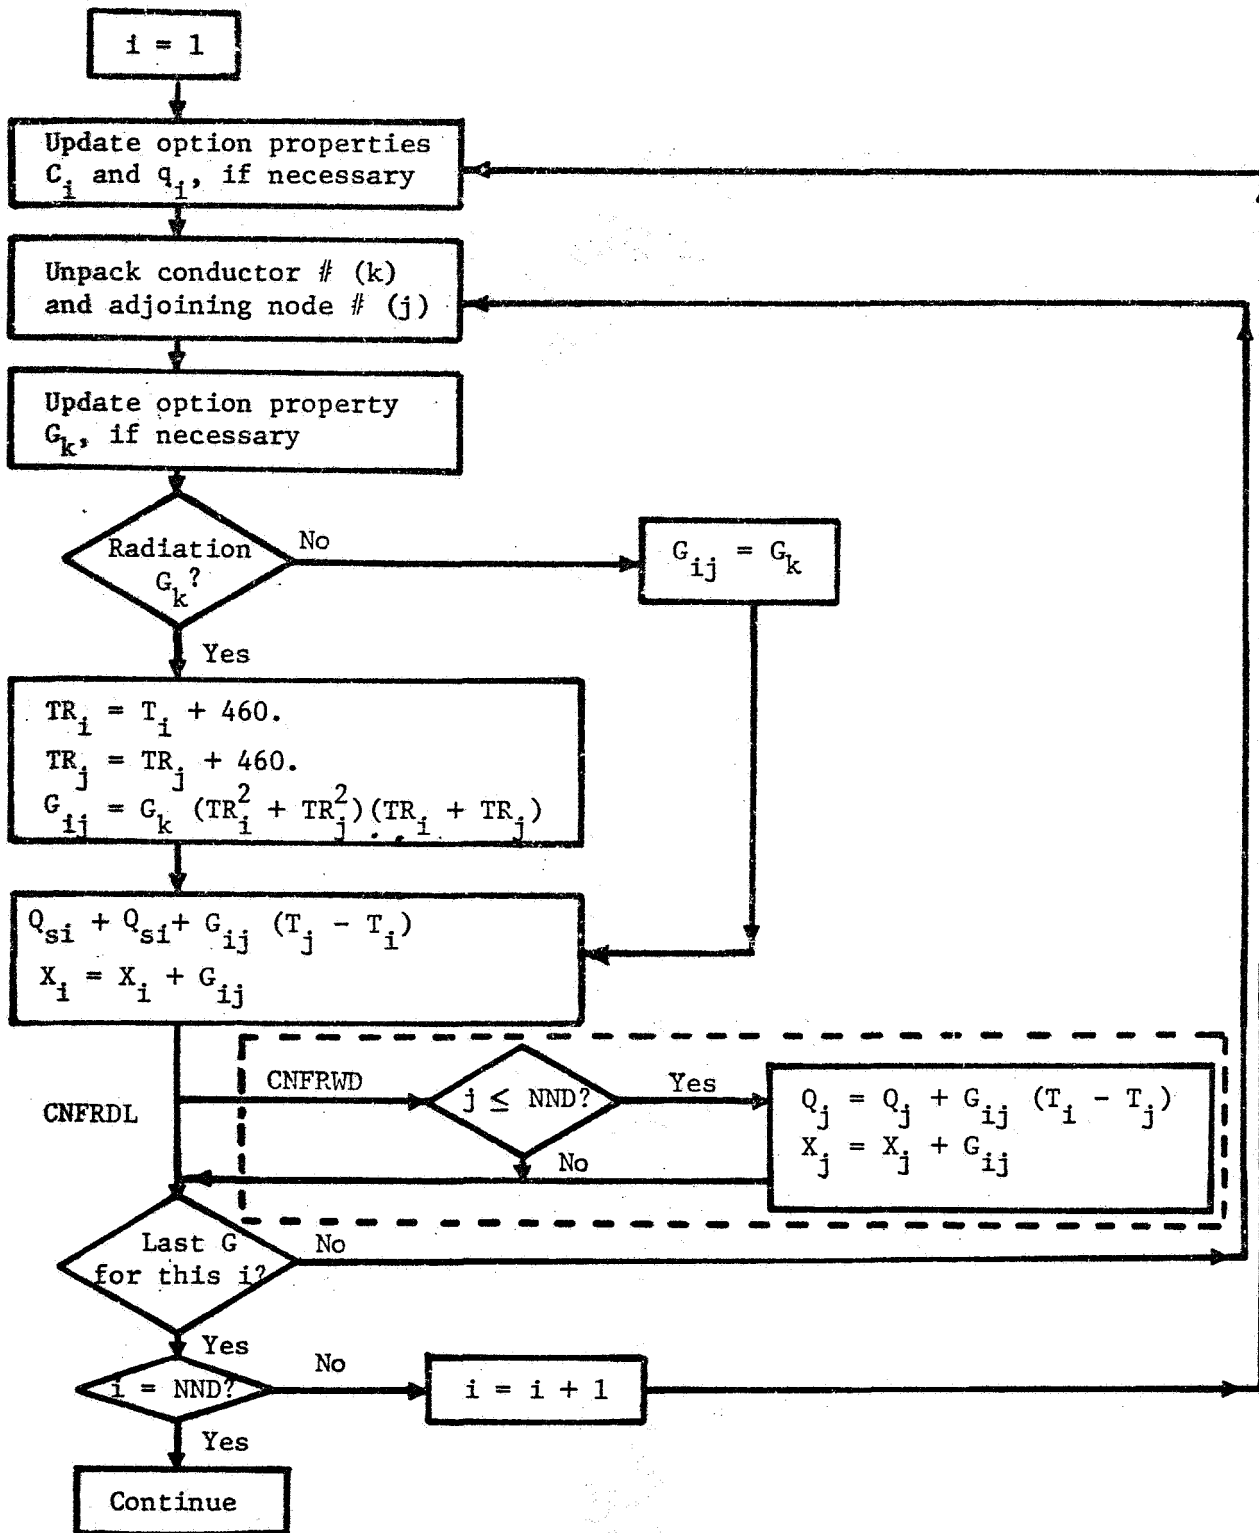 i = 1
Update option properties
C_i and q_i, if necessary
Unpack conductor # (k)
and adjoining node # (j)
Update option property
G_k, if necessary
Radiation
G_k?
No
G_ij = G_k
Yes
TR_i = T_i + 460.
TR_j = TR_j + 460.
G_ij = G_k (TR_i^2 + TR_j^2)(TR_i + TR_j)
Q_si + Q_si + G_ij (T_j - T_i)
X_i = X_i + G_ij
CNFRDL
CNFRWD
j ≤ NND?
Yes
Q_j = Q_j + G_ij (T_i - T_j)
X_j = X_j + G_ij
No
Last G
for this i?
No
Yes
i = NND?
No
i = i + 1
Yes
Continue